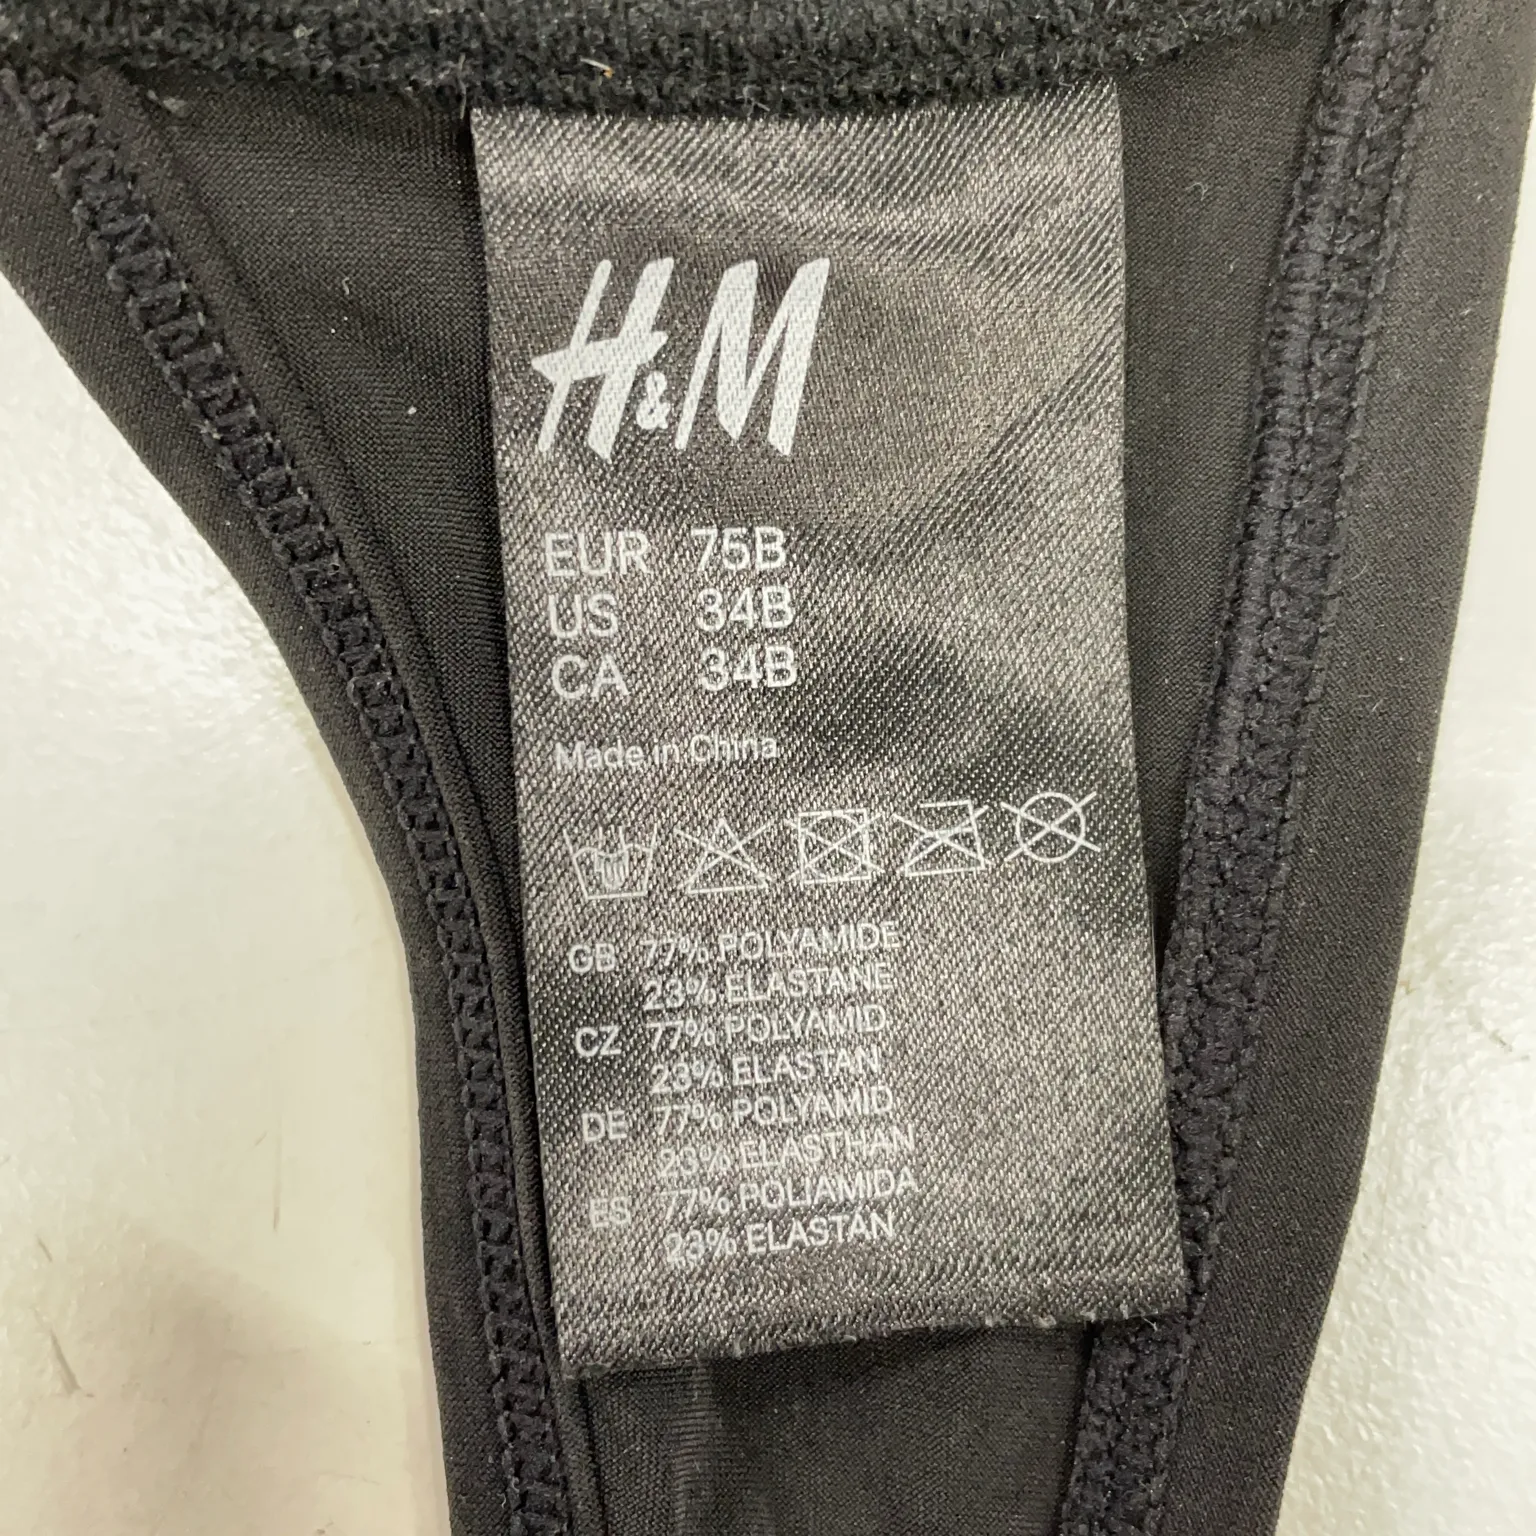 H&M
EUR 75B
US 34B
CA 34B
Made in China
GB 77% POLYAMIDE
23% ELASTANE
CZ 77% POLYAMID
23% ELASTAN
DE 77% POLYAMID
23% ELASTHAN
ES 77% POLIAMIDA
23% ELASTÁN